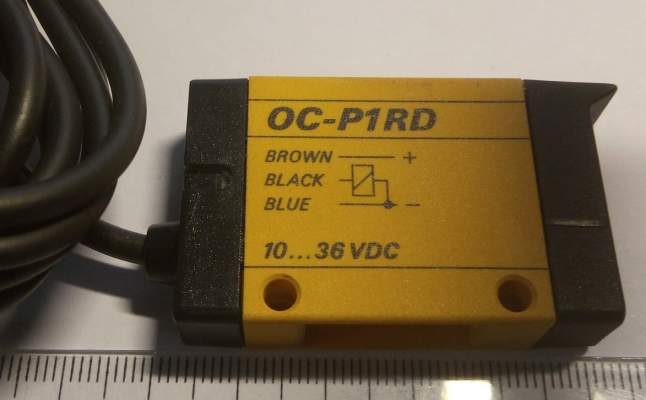 OC-P1RD
BROWN +
BLACK
BLUE -
10...36 VDC